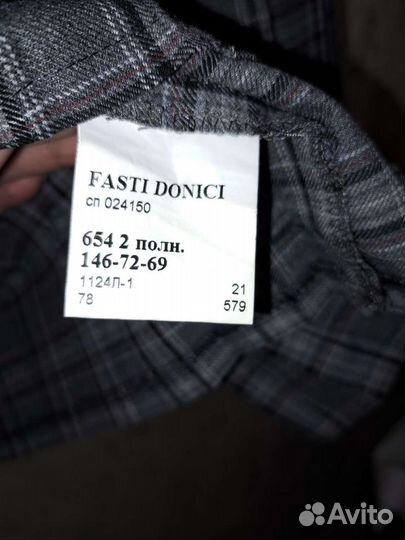 FASTI DONICI
сп 024150
654 2 полн.
146-72-69
1124Л-1 21
78 579
Avito